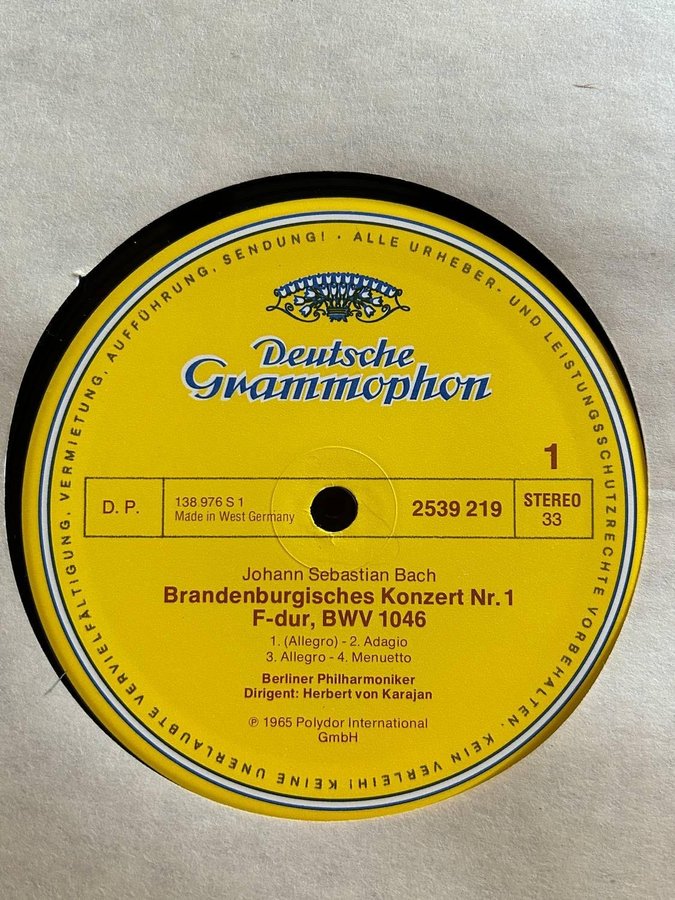 KEINE UNERLAUBTE VERVIELFÄLTIGUNG, VERMIETUNG, AUFFÜHRUNG, SENDUNG! · ALLE URHEBER- UND LEISTUNGSSCHUTZRECHTE VORBEHALTEN. KEIN VERLEIH!
Deutsche
Grammophon
1
D. P.
138 976 S 1
Made in West Germany
2539 219
STEREO
33
Johann Sebastian Bach
Brandenburgisches Konzert Nr. 1
F-dur, BWV 1046
1. (Allegro) - 2. Adagio
3. Allegro - 4. Menuetto
Berliner Philharmoniker
Dirigent: Herbert von Karajan
℗ 1965 Polydor International
GmbH